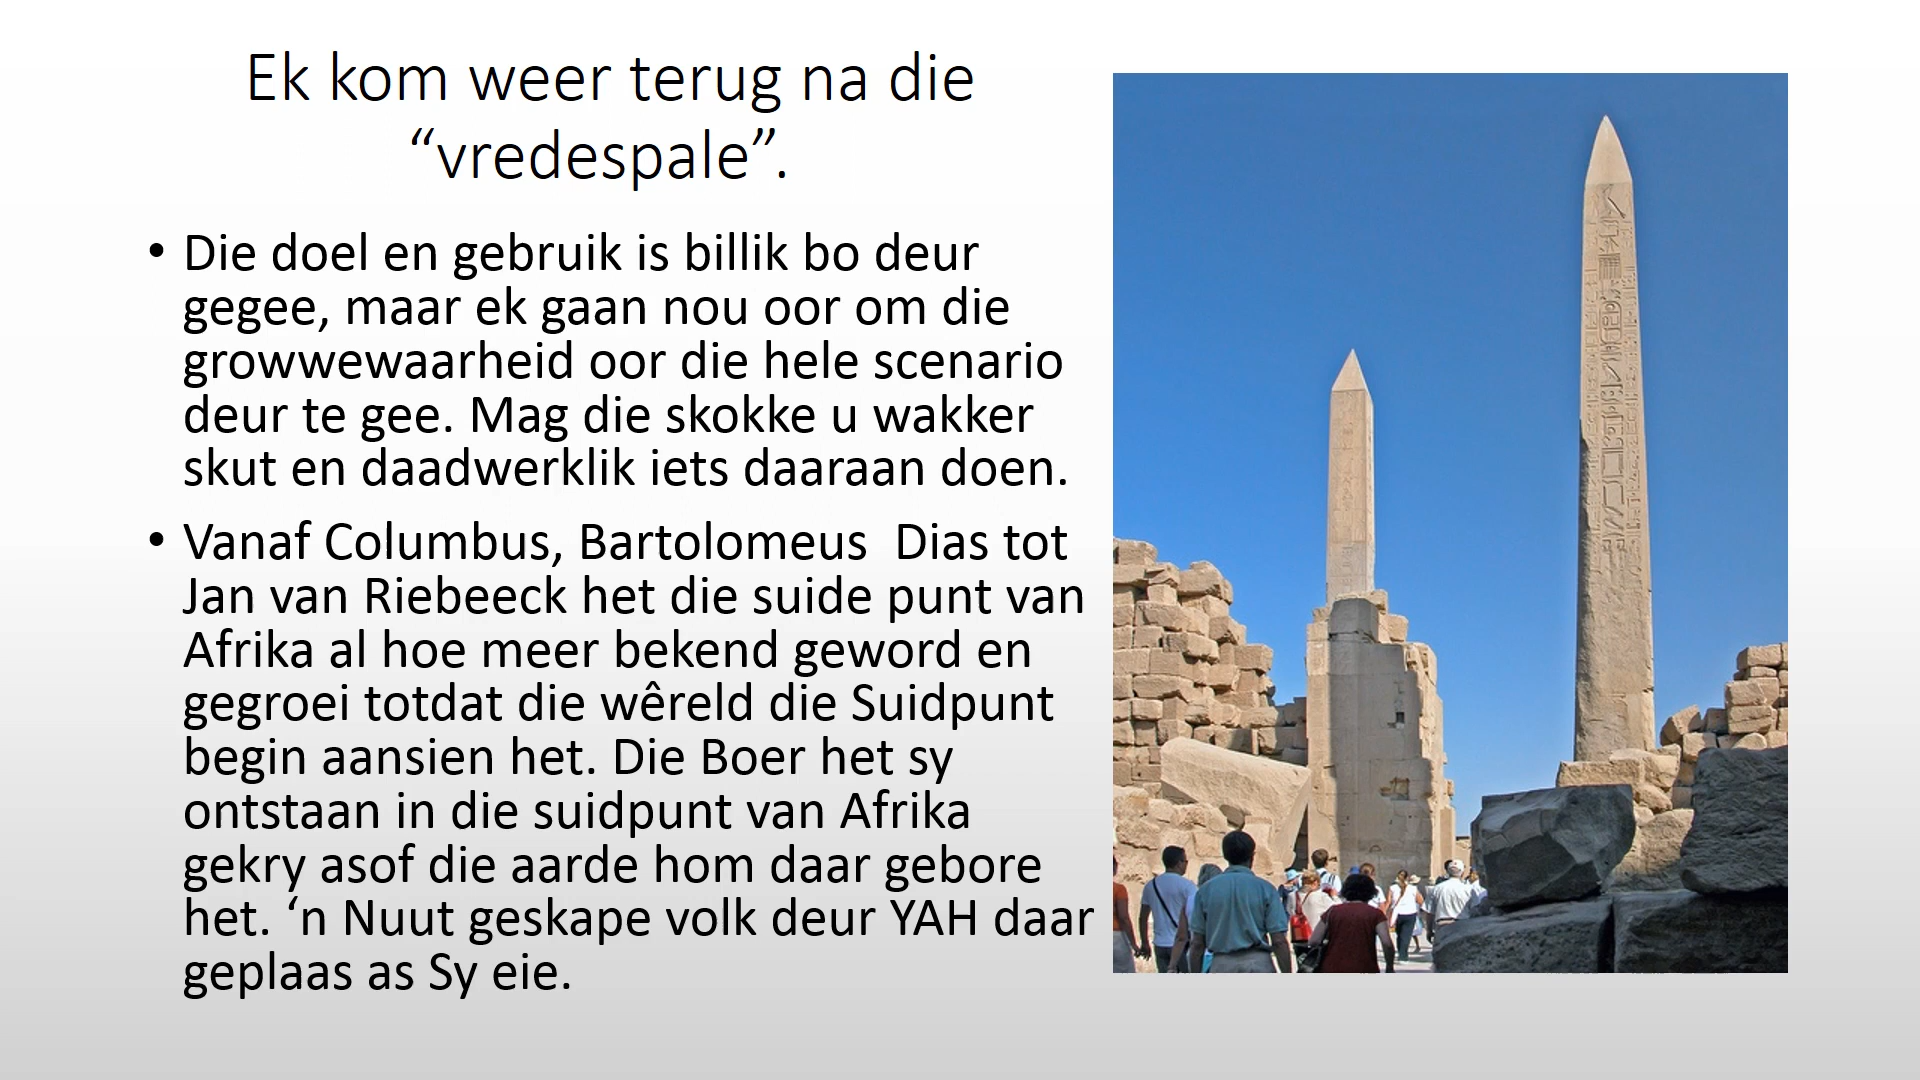 Ek kom weer terug na die
“vredespale”.
• Die doel en gebruik is billik bo deur
gegee, maar ek gaan nou oor om die
growwewaarheid oor die hele scenario
deur te gee. Mag die skokke u wakker
skut en daadwerklik iets daaraan doen.
• Vanaf Columbus, Bartolomeus  Dias tot
Jan van Riebeeck het die suide punt van
Afrika al hoe meer bekend geword en
gegroei totdat die wêreld die Suidpunt
begin aansien het. Die Boer het sy
ontstaan in die suidpunt van Afrika
gekry asof die aarde hom daar gebore
het. ‘n Nuut geskape volk deur YAH daar
geplaas as Sy eie.